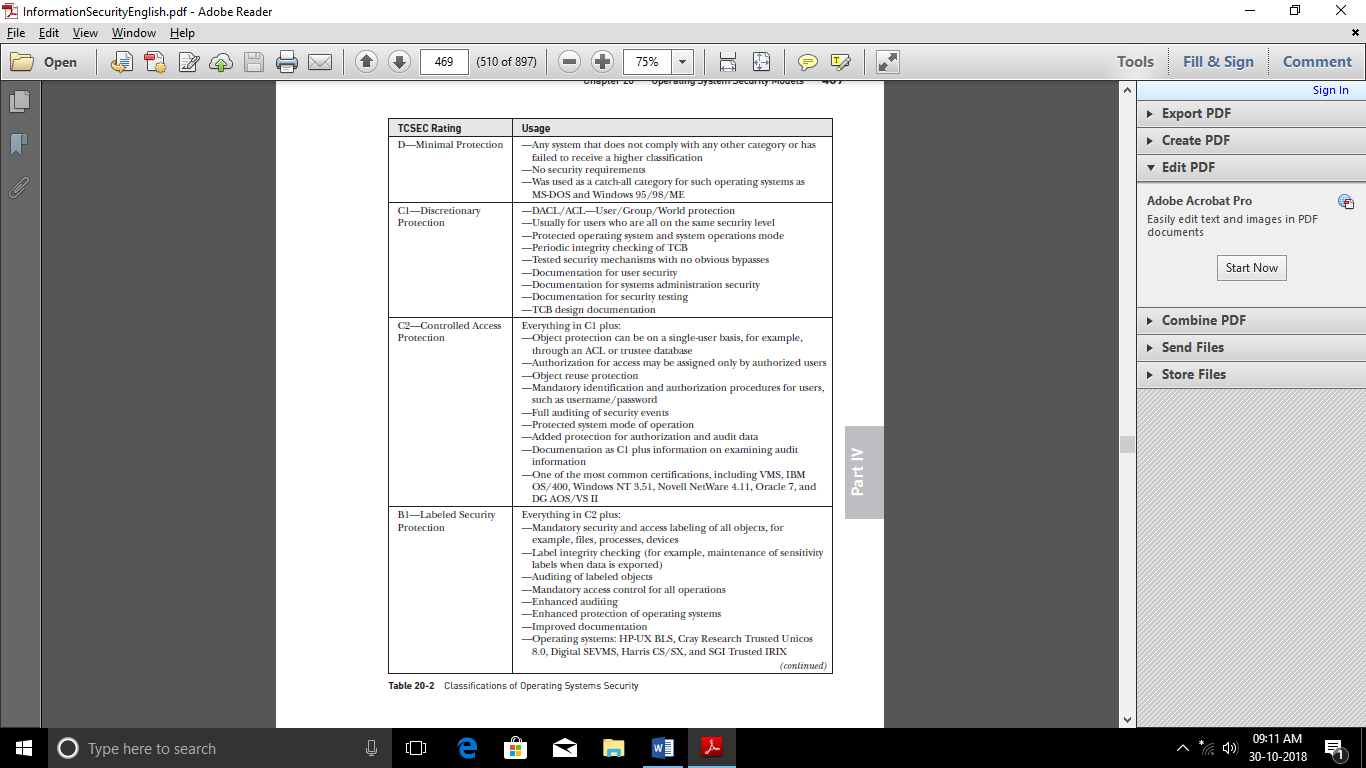 InformationSecurityEnglish.pdf - Adobe Reader
File Edit View Window Help
Open 469 (510 of 897) 75% Tools Fill & Sign Comment
Sign In
Export PDF
Create PDF
Edit PDF
Adobe Acrobat Pro
Easily edit text and images in PDF
documents
Start Now
Combine PDF
Send Files
Store Files
Chapter 20 Operating System Security Models 469
TCSEC Rating Usage
D—Minimal Protection —Any system that does not comply with any other category or has
failed to receive a higher classification
—No security requirements
—Was used as a catch-all category for such operating systems as
MS-DOS and Windows 95/98/ME
C1—Discretionary —DACL/ACL—User/Group/World protection
Protection —Usually for users who are all on the same security level
—Protected operating system and system operations mode
—Periodic integrity checking of TCB
—Tested security mechanisms with no obvious bypasses
—Documentation for user security
—Documentation for systems administration security
—Documentation for security testing
—TCB design documentation
C2—Controlled Access Everything in C1 plus:
Protection —Object protection can be on a single-user basis, for example,
through an ACL or trustee database
—Authorization for access may be assigned only by authorized users
—Object reuse protection
—Mandatory identification and authorization procedures for users,
such as username/password
—Full auditing of security events
—Protected system mode of operation
—Added protection for authorization and audit data
—Documentation as C1 plus information on examining audit
information
—One of the most common certifications, including VMS, IBM
OS/400, Windows NT 3.51, Novell NetWare 4.11, Oracle 7, and
DG AOS/VS II
B1—Labeled Security Everything in C2 plus:
Protection —Mandatory security and access labeling of all objects, for
example, files, processes, devices
—Label integrity checking (for example, maintenance of sensitivity
labels when data is exported)
—Auditing of labeled objects
—Mandatory access control for all operations
—Enhanced auditing
—Enhanced protection of operating systems
—Improved documentation
—Operating systems: HP-UX BLS, Cray Research Trusted Unicos
8.0, Digital SEVMS, Harris CS/SX, and SGI Trusted IRIX
(continued)
Table 20-2 Classifications of Operating Systems Security
Part IV
Type here to search
09:11 AM
30-10-2018
1